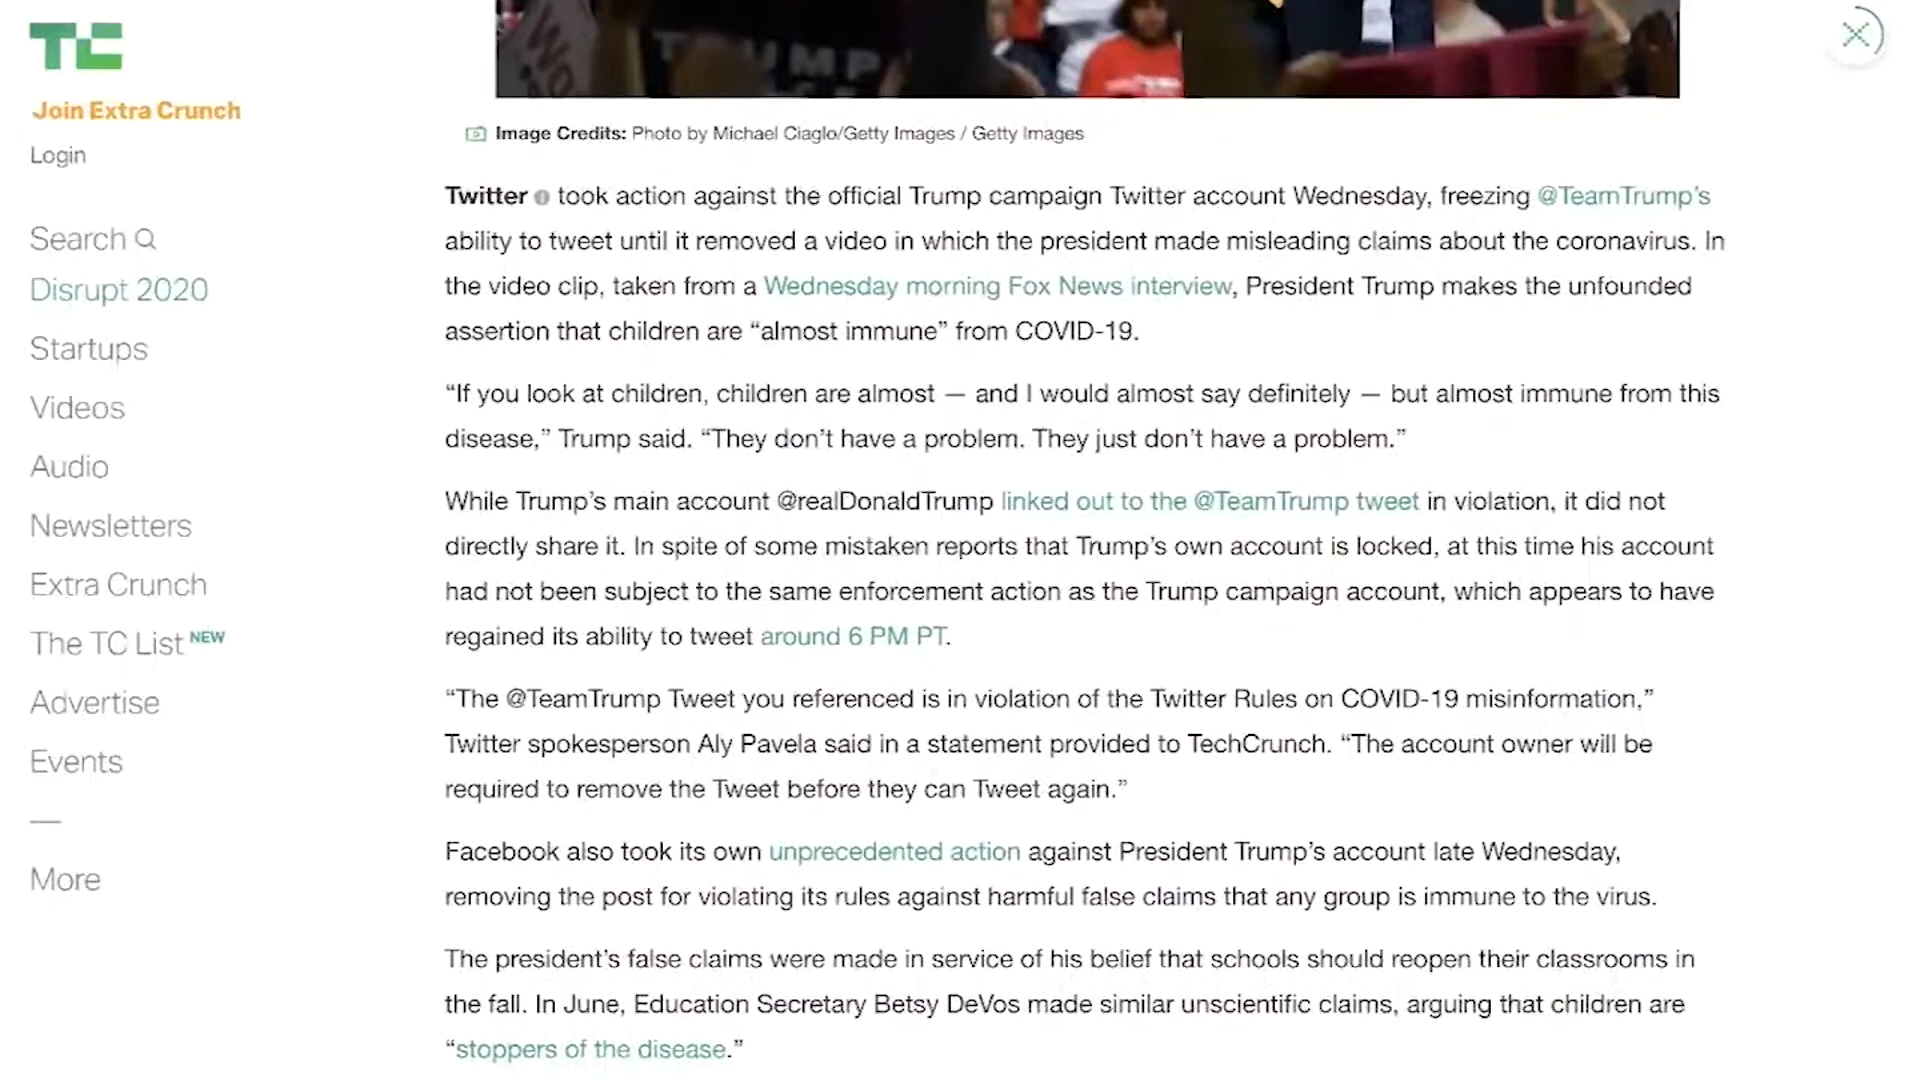 TC
Join Extra Crunch
Login
Search
Disrupt 2020
Startups
Videos
Audio
Newsletters
Extra Crunch
The TC List NEW
Advertise
Events
—
More
TRUMP
Image Credits: Photo by Michael Ciaglo/Getty Images / Getty Images
Twitter took action against the official Trump campaign Twitter account Wednesday, freezing @TeamTrump’s
ability to tweet until it removed a video in which the president made misleading claims about the coronavirus. In
the video clip, taken from a Wednesday morning Fox News interview, President Trump makes the unfounded
assertion that children are “almost immune” from COVID-19.
“If you look at children, children are almost — and I would almost say definitely — but almost immune from this
disease,” Trump said. “They don’t have a problem. They just don’t have a problem.”
While Trump’s main account @realDonaldTrump linked out to the @TeamTrump tweet in violation, it did not
directly share it. In spite of some mistaken reports that Trump’s own account is locked, at this time his account
had not been subject to the same enforcement action as the Trump campaign account, which appears to have
regained its ability to tweet around 6 PM PT.
“The @TeamTrump Tweet you referenced is in violation of the Twitter Rules on COVID-19 misinformation,”
Twitter spokesperson Aly Pavela said in a statement provided to TechCrunch. “The account owner will be
required to remove the Tweet before they can Tweet again.”
Facebook also took its own unprecedented action against President Trump’s account late Wednesday,
removing the post for violating its rules against harmful false claims that any group is immune to the virus.
The president’s false claims were made in service of his belief that schools should reopen their classrooms in
the fall. In June, Education Secretary Betsy DeVos made similar unscientific claims, arguing that children are
“stoppers of the disease.”